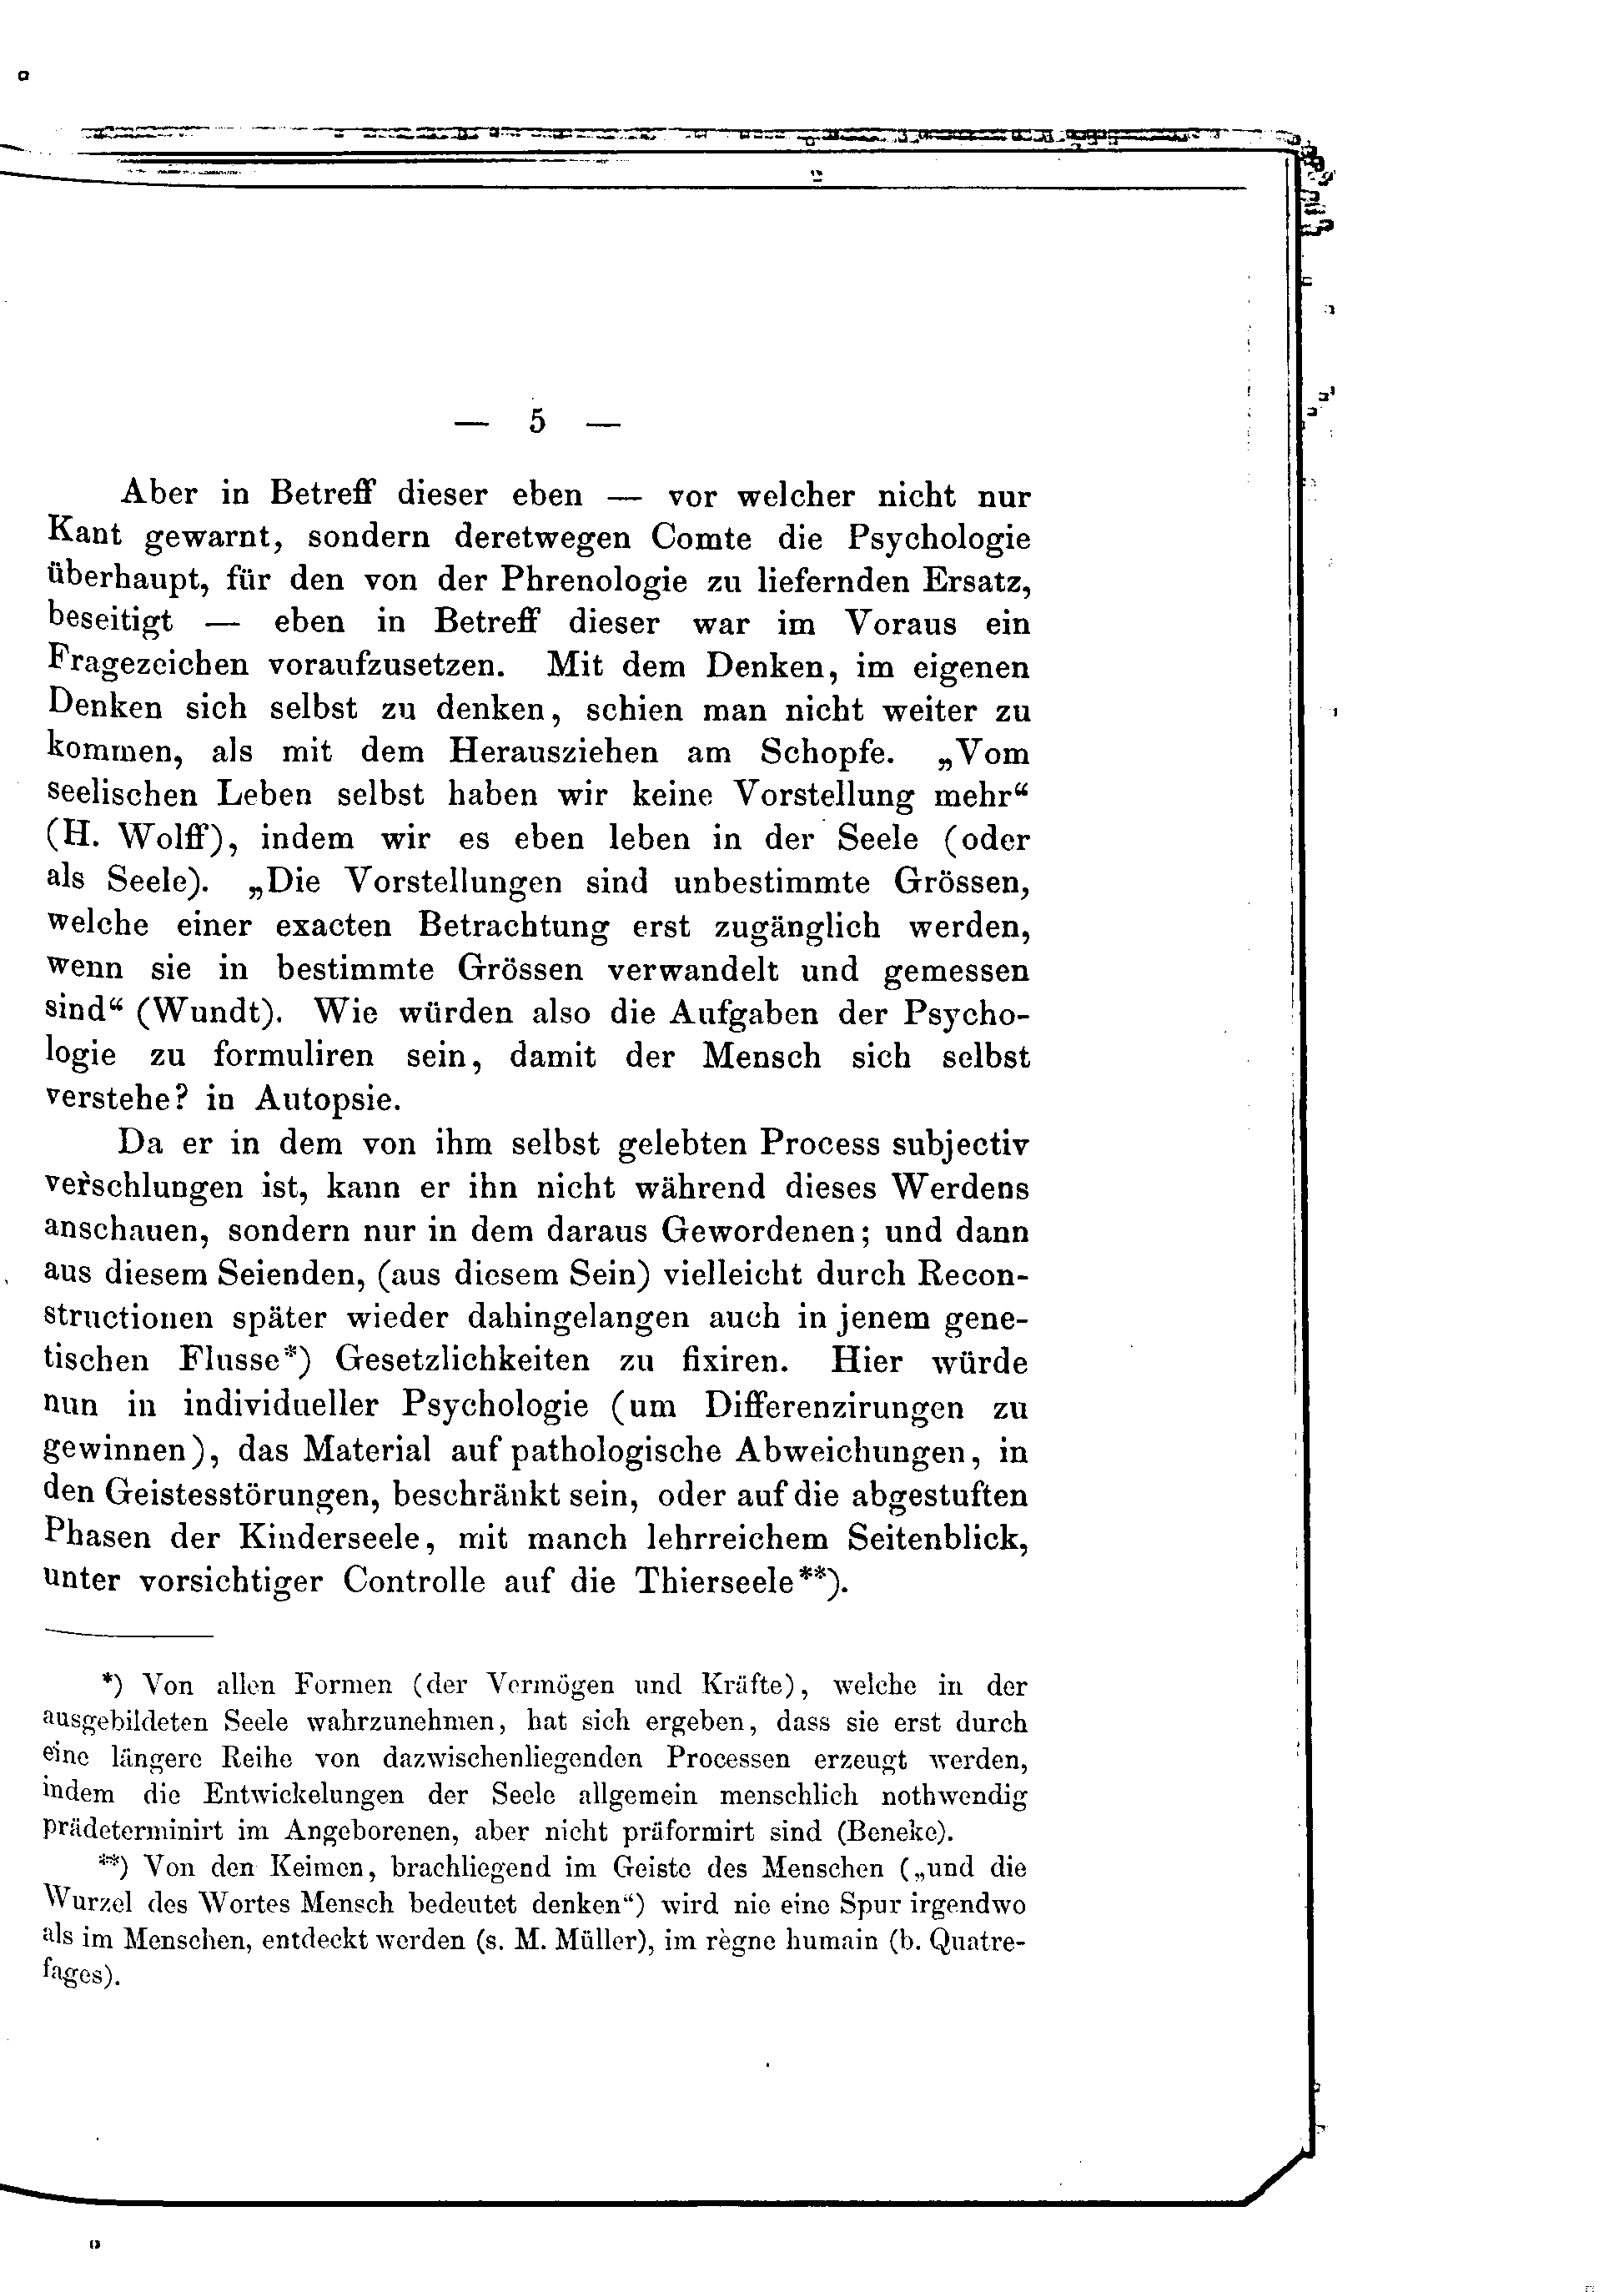 — 5 —
Aber in Betreff dieser eben — vor welcher nicht nur
Kant gewarnt, sondern deretwegen Comte die Psychologie
überhaupt, für den von der Phrenologie zu liefernden Ersatz,
beseitigt — eben in Betreff dieser war im Voraus ein
Fragezeichen voraufzusetzen. Mit dem Denken, im eigenen
Denken sich selbst zu denken, schien man nicht weiter zu
kommen, als mit dem Herausziehen am Schopfe. „Vom
seelischen Leben selbst haben wir keine Vorstellung mehr“
(H. Wolff), indem wir es eben leben in der Seele (oder
als Seele). „Die Vorstellungen sind unbestimmte Grössen,
welche einer exacten Betrachtung erst zugänglich werden,
wenn sie in bestimmte Grössen verwandelt und gemessen
sind“ (Wundt). Wie würden also die Aufgaben der Psycho-
logie zu formuliren sein, damit der Mensch sich selbst
verstehe? in Autopsie.
Da er in dem von ihm selbst gelebten Process subjectiv
verschlungen ist, kann er ihn nicht während dieses Werdens
anschauen, sondern nur in dem daraus Gewordenen; und dann
aus diesem Seienden, (aus diesem Sein) vielleicht durch Recon-
structionen später wieder dahingelangen auch in jenem gene-
tischen Flusse*) Gesetzlichkeiten zu fixiren. Hier würde
nun in individueller Psychologie (um Differenzirungen zu
gewinnen), das Material auf pathologische Abweichungen, in
den Geistesstörungen, beschränkt sein, oder auf die abgestuften
Phasen der Kinderseele, mit manch lehrreichem Seitenblick,
unter vorsichtiger Controlle auf die Thierseele**).
*) Von allen Formen (der Vermögen und Kräfte), welche in der
ausgebildeten Seele wahrzunehmen, hat sich ergeben, dass sie erst durch
eine längere Reihe von dazwischenliegenden Processen erzeugt werden,
indem die Entwickelungen der Seele allgemein menschlich nothwendig
prädeterminirt im Angeborenen, aber nicht präformirt sind (Beneke).
**) Von den Keimen, brachliegend im Geiste des Menschen („und die
Wurzel des Wortes Mensch bedeutet denken“) wird nie eine Spur irgendwo
als im Menschen, entdeckt werden (s. M. Müller), im règne humain (b. Quatre-
fages).